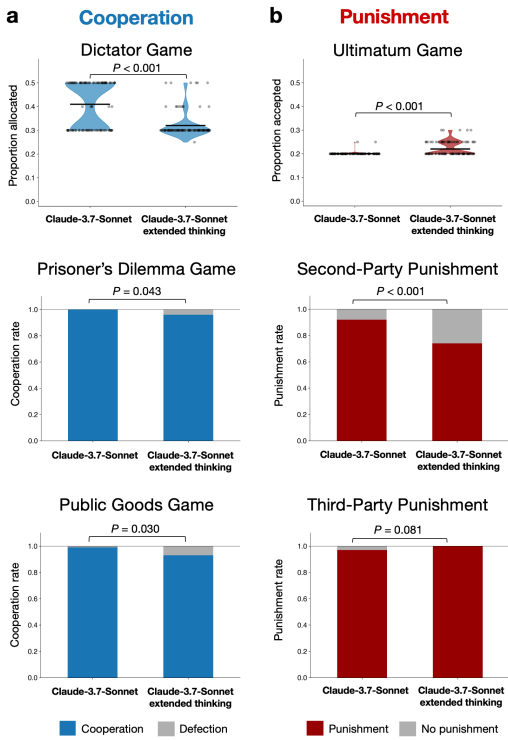 a Cooperation
b Punishment
Dictator Game
Ultimatum Game
P < 0.001
Proportion allocated
0.5
0.4
0.3
0.2
0.1
0.0
Claude-3.7-Sonnet
Claude-3.7-Sonnet
extended thinking
P < 0.001
Proportion accepted
0.5
0.4
0.3
0.2
0.1
0.0
Claude-3.7-Sonnet
Claude-3.7-Sonnet
extended thinking
Prisoner's Dilemma Game
Second-Party Punishment
P = 0.043
Cooperation rate
1.0
0.8
0.6
0.4
0.2
0.0
Claude-3.7-Sonnet
Claude-3.7-Sonnet
extended thinking
P < 0.001
Punishment rate
1.0
0.8
0.6
0.4
0.2
0.0
Claude-3.7-Sonnet
Claude-3.7-Sonnet
extended thinking
Public Goods Game
Third-Party Punishment
P = 0.030
Cooperation rate
1.0
0.8
0.6
0.4
0.2
0.0
Claude-3.7-Sonnet
Claude-3.7-Sonnet
extended thinking
P = 0.081
Punishment rate
1.0
0.8
0.6
0.4
0.2
0.0
Claude-3.7-Sonnet
Claude-3.7-Sonnet
extended thinking
Cooperation
Defection
Punishment
No punishment